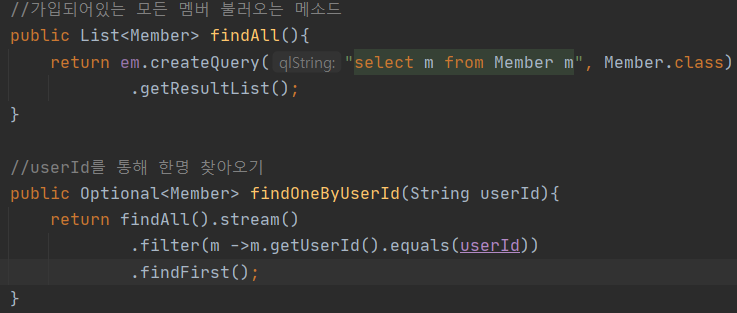 //가입되어있는 모든 멤버 불러오는 메소드
public List<Member> findAll(){
    return em.createQuery( qlString: "select m from Member m", Member.class)
            .getResultList();
}

//userId를 통해 한명 찾아오기
public Optional<Member> findOneByUserId(String userId){
    return findAll().stream()
            .filter(m ->m.getUserId().equals(userId))
            .findFirst();
}